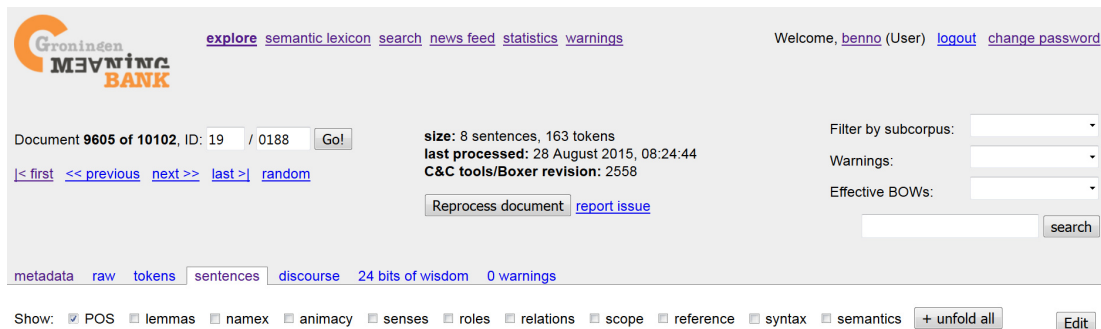 Groningen
MEANING
BANK
explore semantic lexicon search news feed statistics warnings
Welcome, benno (User) logout change password
Document 9605 of 10102, ID: 19 / 0188 Go!
|< first << previous next >> last >| random
size: 8 sentences, 163 tokens
last processed: 28 August 2015, 08:24:44
C&C tools/Boxer revision: 2558
Reprocess document report issue
Filter by subcorpus:
Warnings:
Effective BOWs:
search
metadata raw tokens sentences discourse 24 bits of wisdom 0 warnings
Show: POS lemmas namex animacy senses roles relations scope reference syntax semantics + unfold all Edit